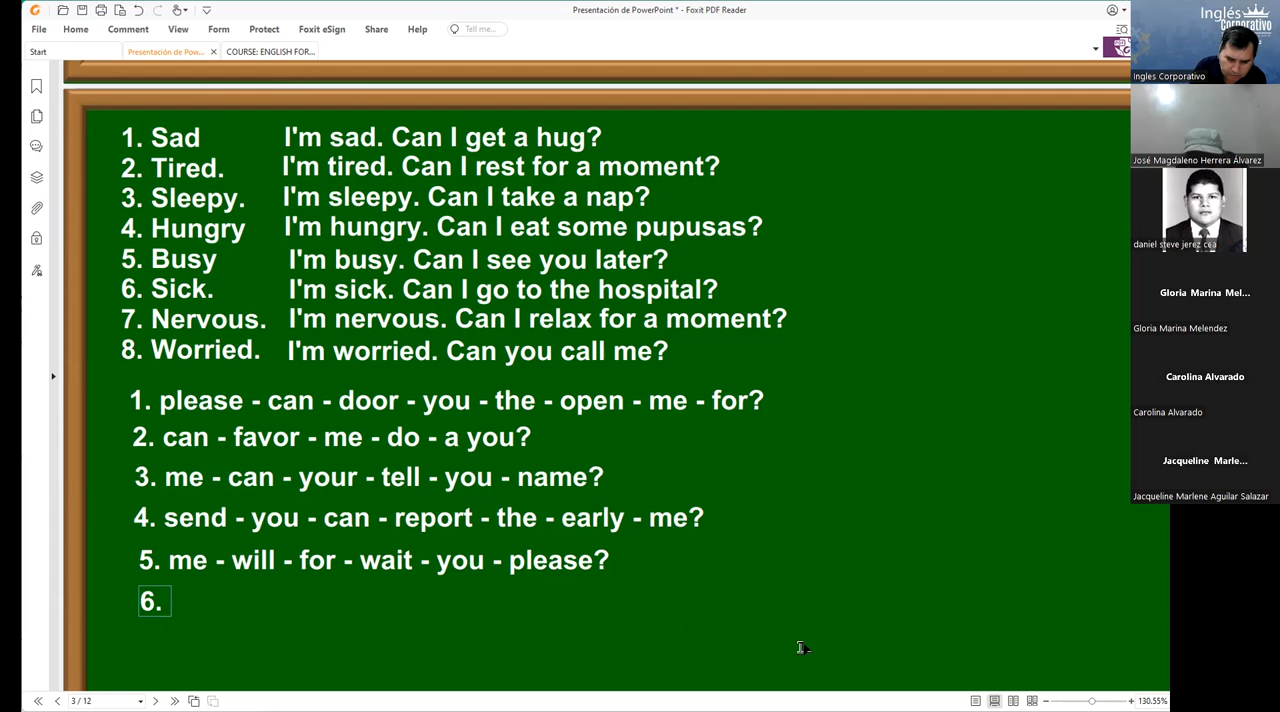 Presentación de PowerPoint * - Foxit PDF Reader
File Home Comment View Form Protect Foxit eSign Share Help Tell me...
Start Presentación de Pow... COURSE: ENGLISH FOR...
1. Sad I'm sad. Can I get a hug?
2. Tired. I'm tired. Can I rest for a moment?
3. Sleepy. I'm sleepy. Can I take a nap?
4. Hungry I'm hungry. Can I eat some pupusas?
5. Busy I'm busy. Can I see you later?
6. Sick. I'm sick. Can I go to the hospital?
7. Nervous. I'm nervous. Can I relax for a moment?
8. Worried. I'm worried. Can you call me?
1. please - can - door - you - the - open - me - for?
2. can - favor - me - do - a you?
3. me - can - your - tell - you - name?
4. send - you - can - report - the - early - me?
5. me - will - for - wait - you - please?
6.
3 / 12 130.55%
Inglés
Corporativo
Ingles Corporativo
José Magdaleno Herrera Álvarez
daniel steve jerez cea
Gloria Marina Mel...
Gloria Marina Melendez
Carolina Alvarado
Carolina Alvarado
Jacqueline Marle...
Jacqueline Marlene Aguilar Salazar